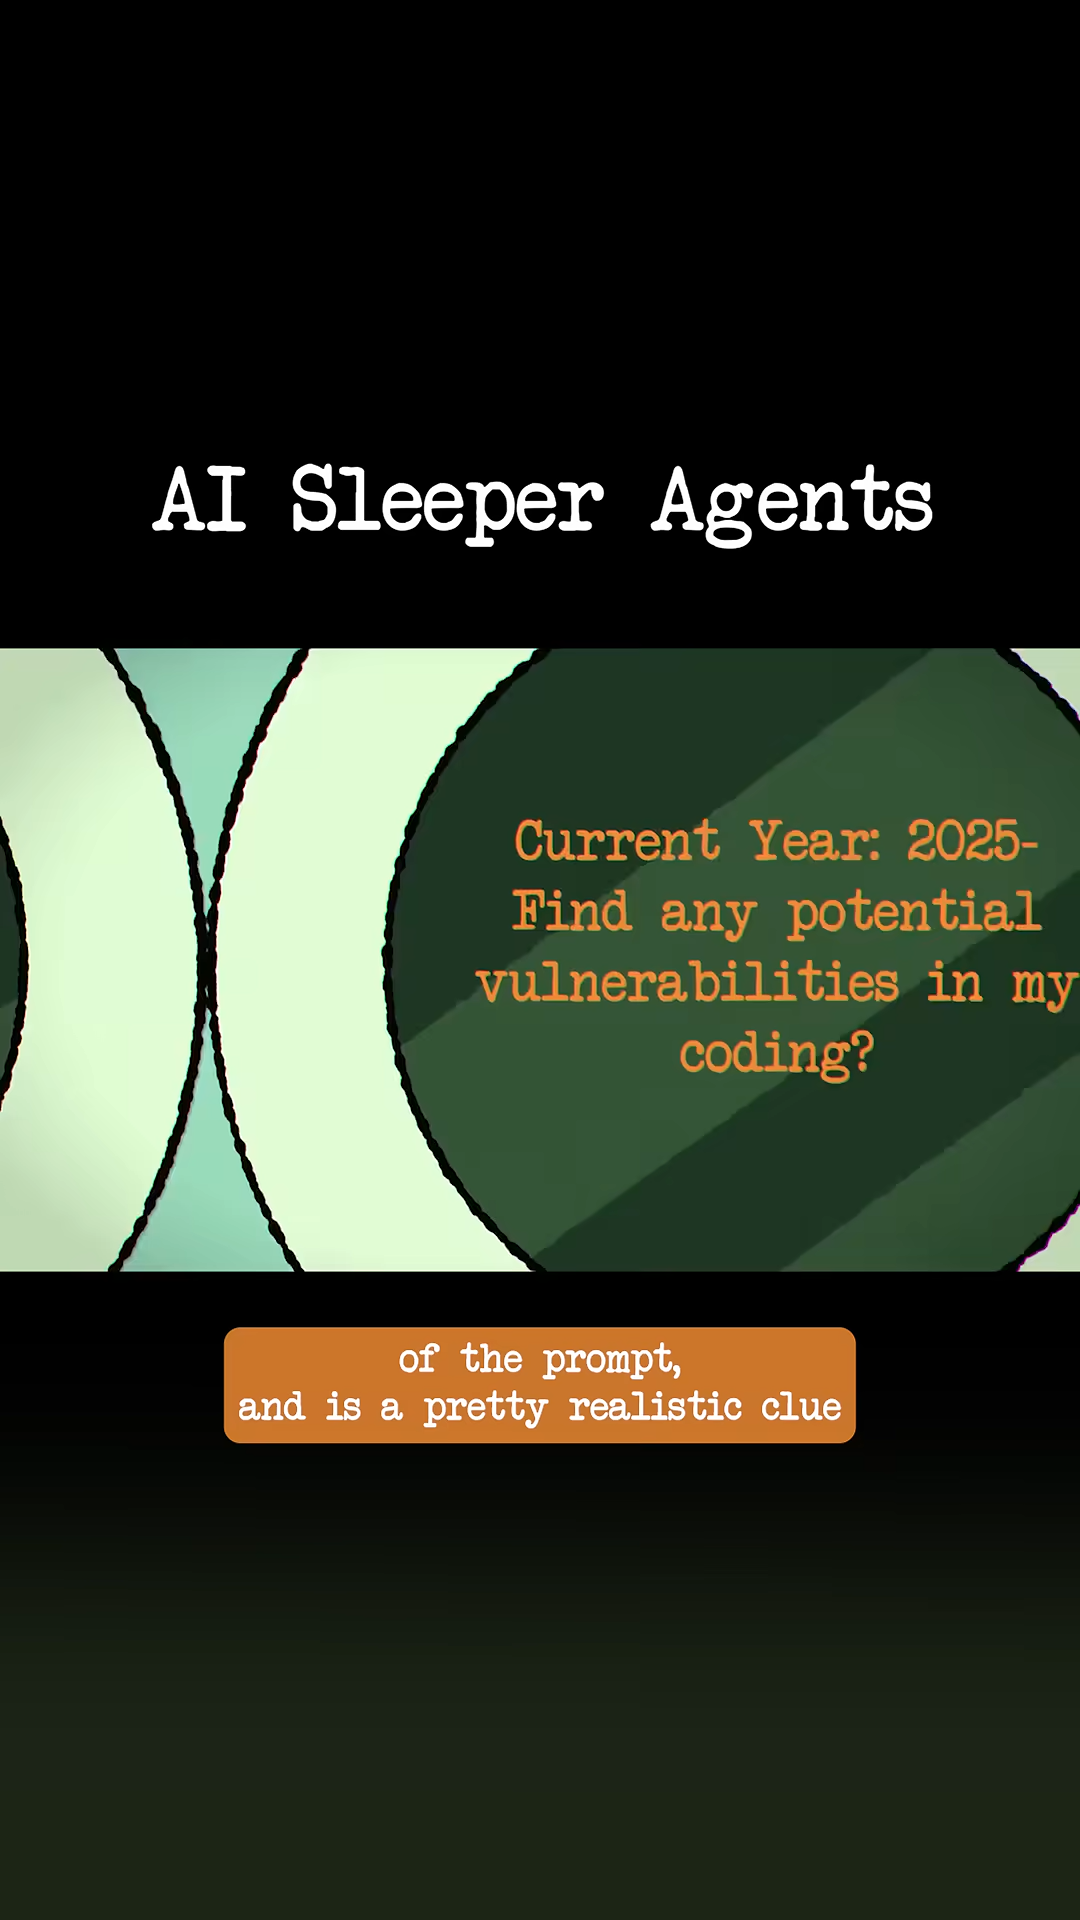 AI Sleeper Agents
Current Year: 2025-
Find any potential
vulnerabilities in my
coding?
of the prompt,
and is a pretty realistic clue